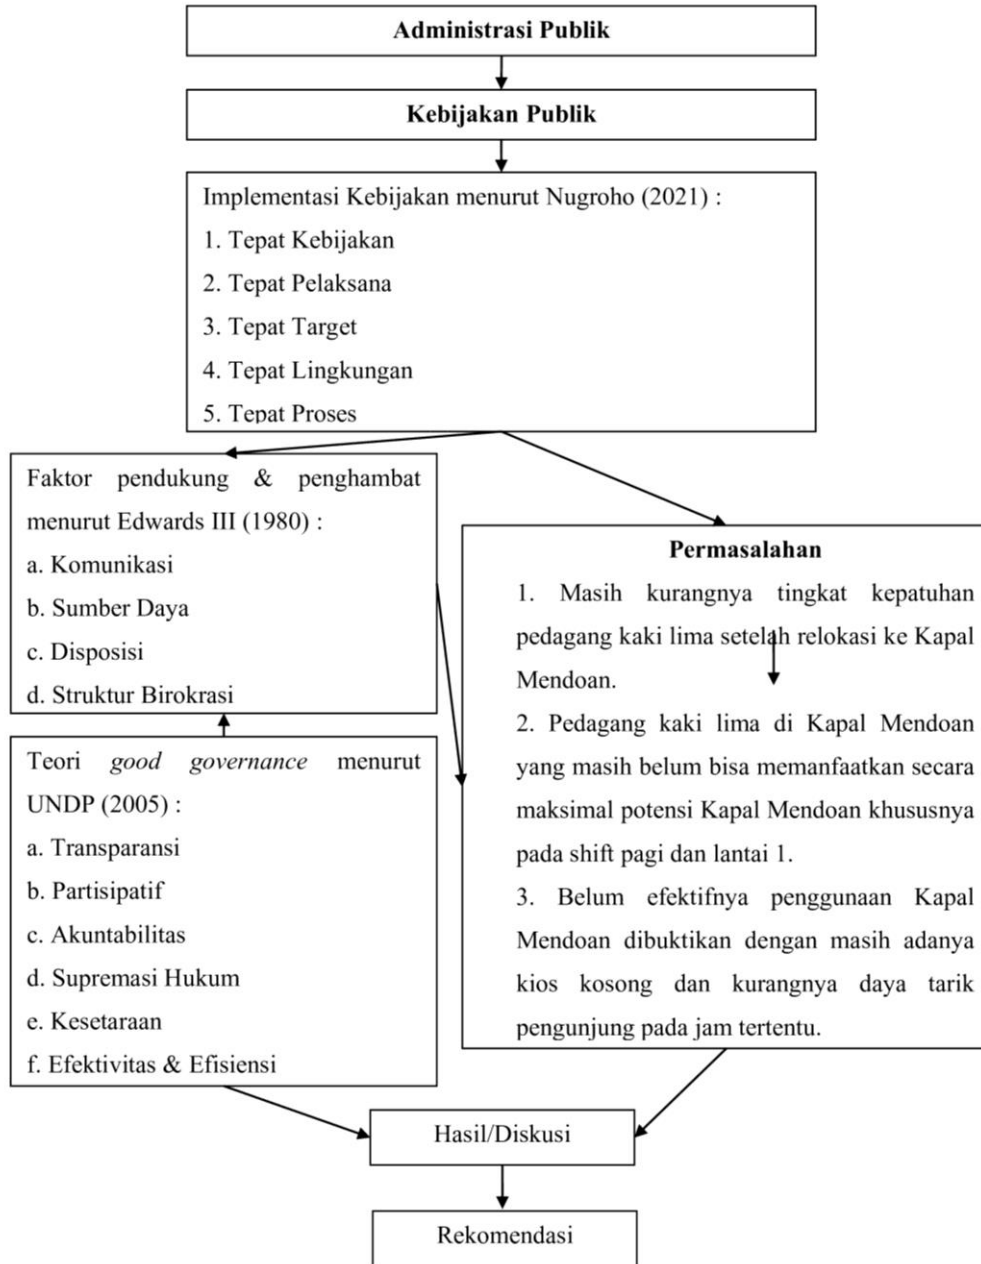 Administrasi Publik
Kebijakan Publik
Implementasi Kebijakan menurut Nugroho (2021) :
1. Tepat Kebijakan
2. Tepat Pelaksana
3. Tepat Target
4. Tepat Lingkungan
5. Tepat Proses
Faktor pendukung & penghambat
menurut Edwards III (1980) :
a. Komunikasi
b. Sumber Daya
c. Disposisi
d. Struktur Birokrasi
Teori good governance menurut
UNDP (2005) :
a. Transparansi
b. Partisipatif
c. Akuntabilitas
d. Supremasi Hukum
e. Kesetaraan
f. Efektivitas & Efisiensi
Permasalahan
1. Masih kurangnya tingkat kepatuhan
pedagang kaki lima setelah relokasi ke Kapal
Mendoan.
2. Pedagang kaki lima di Kapal Mendoan
yang masih belum bisa memanfaatkan secara
maksimal potensi Kapal Mendoan khususnya
pada shift pagi dan lantai 1.
3. Belum efektifnya penggunaan Kapal
Mendoan dibuktikan dengan masih adanya
kios kosong dan kurangnya daya tarik
pengunjung pada jam tertentu.
Hasil/Diskusi
Rekomendasi